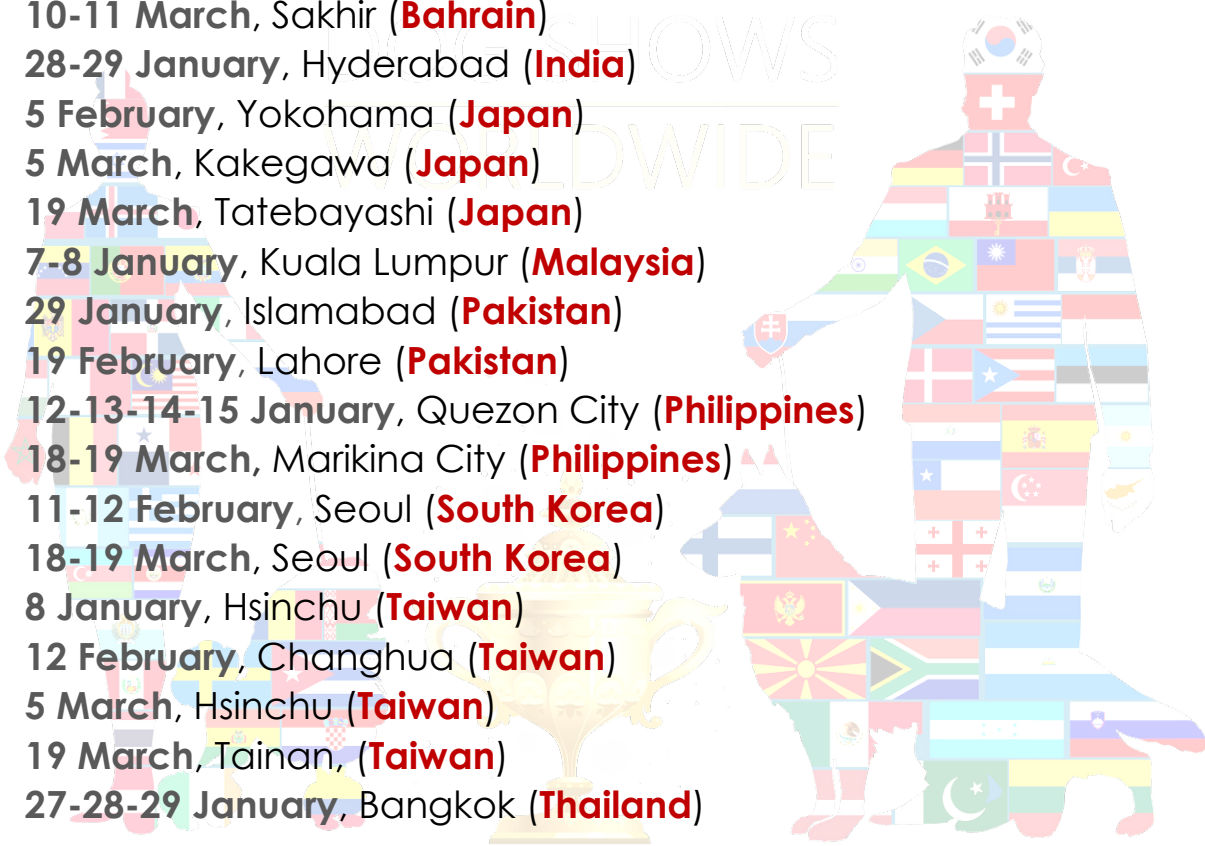 10-11 March, Sakhir (Bahrain)
DOG SHOWS
28-29 January, Hyderabad (India)
5 February, Yokohama (Japan)
WORLDWIDE
5 March, Kakegawa (Japan)
19 March, Tatebayashi (Japan)
7-8 January, Kuala Lumpur (Malaysia)
29 January, Islamabad (Pakistan)
19 February, Lahore (Pakistan)
12-13-14-15 January, Quezon City (Philippines)
18-19 March, Marikina City (Philippines)
11-12 February, Seoul (South Korea)
18-19 March, Seoul (South Korea)
8 January, Hsinchu (Taiwan)
12 February, Changhua (Taiwan)
5 March, Hsinchu (Taiwan)
19 March, Tainan, (Taiwan)
27-28-29 January, Bangkok (Thailand)